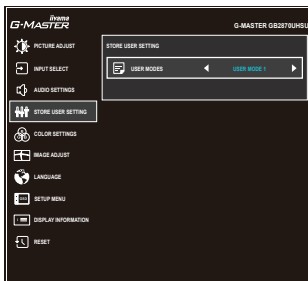 iiyama
G-MASTER
G-MASTER GB2870UHSU
PICTURE ADJUST
INPUT SELECT
AUDIO SETTINGS
STORE USER SETTING
COLOR SETTINGS
IMAGE ADJUST
LANGUAGE
SETUP MENU
DISPLAY INFORMATION
RESET
STORE USER SETTING
USER MODES
USER MODE 1